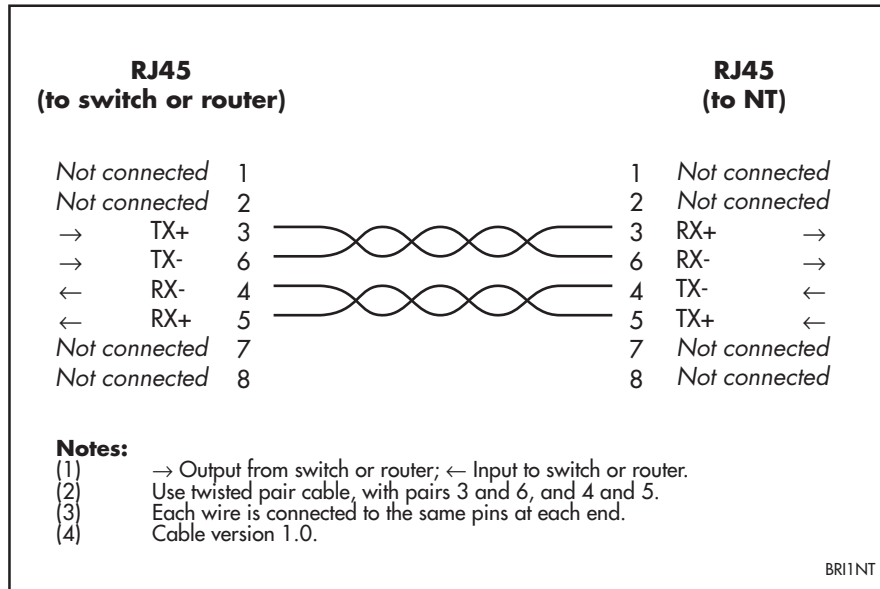 RJ45 RJ45
(to switch or router) (to NT)
Not connected 1 1 Not connected
Not connected 2 2 Not connected
→ TX+ 3 3 RX+ →
→ TX- 6 6 RX- →
← RX- 4 4 TX- ←
← RX+ 5 5 TX+ ←
Not connected 7 7 Not connected
Not connected 8 8 Not connected
Notes:
(1) → Output from switch or router; ← Input to switch or router.
(2) Use twisted pair cable, with pairs 3 and 6, and 4 and 5.
(3) Each wire is connected to the same pins at each end.
(4) Cable version 1.0.
BRI1NT